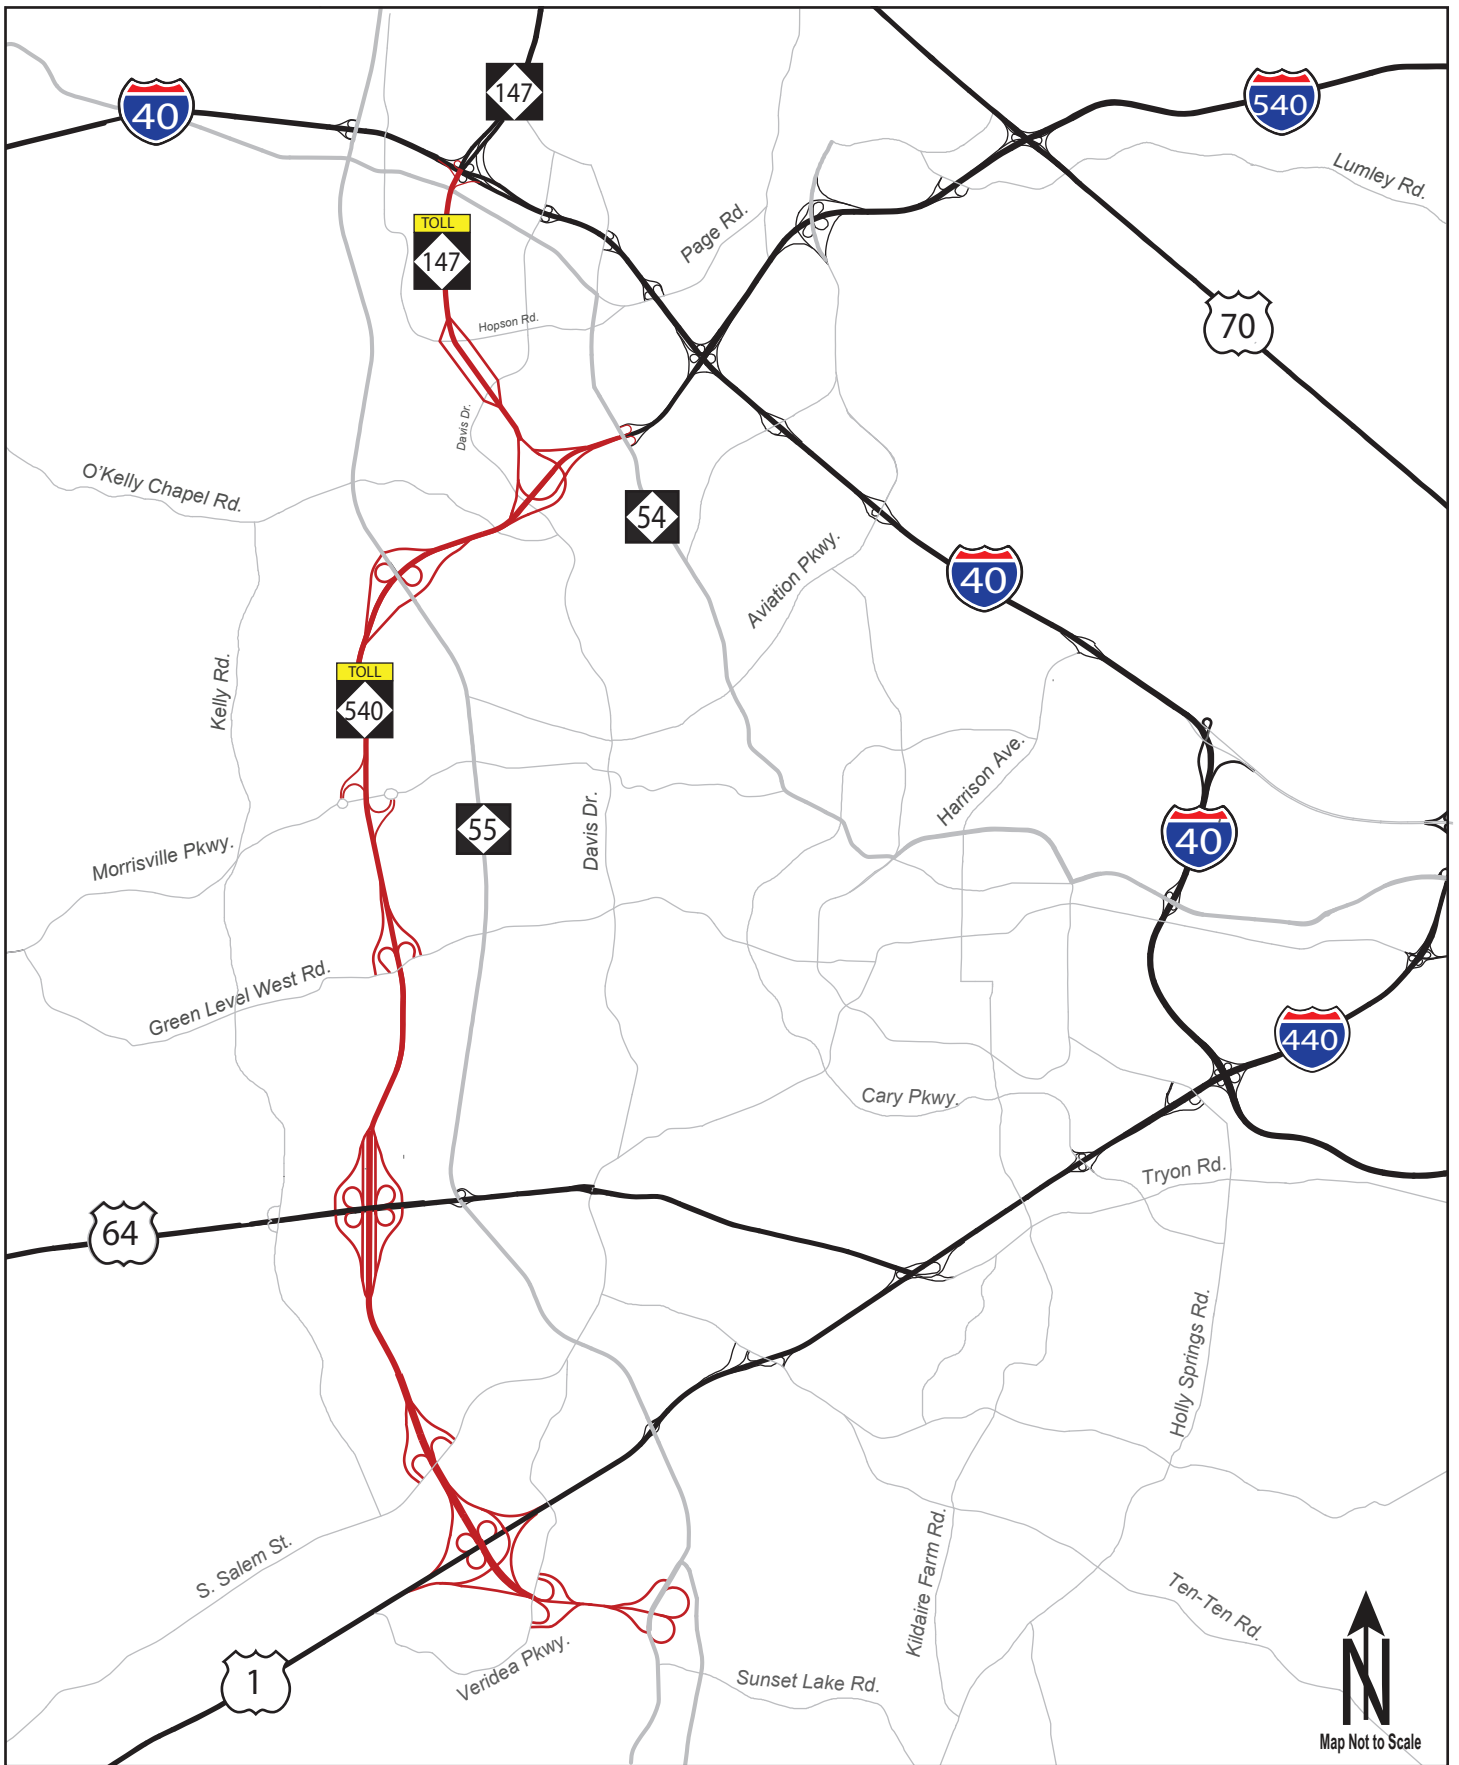 147
40
540
Lumley Rd.
TOLL
147
Page Rd.
Hopson Rd.
70
Davis Dr.
O'Kelly Chapel Rd.
54
Aviation Pkwy.
40
Kelly Rd.
TOLL
540
Harrison Ave.
55
Davis Dr.
40
Morrisville Pkwy.
Green Level West Rd.
440
Cary Pkwy.
Tryon Rd.
64
Holly Springs Rd.
S. Salem St.
Kildaire Farm Rd.
Ten-Ten Rd.
Veridea Pkwy.
Sunset Lake Rd.
1
N
Map Not to Scale